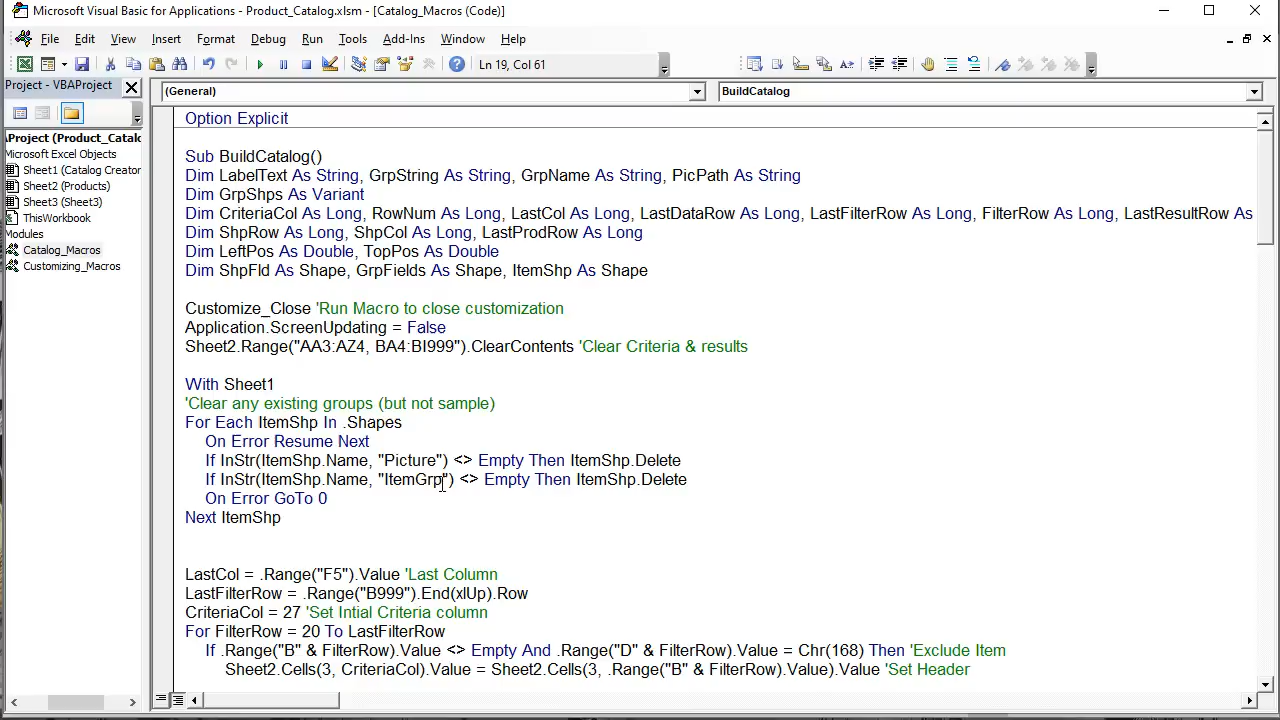 Microsoft Visual Basic for Applications - Product_Catalog.xlsm - [Catalog_Macros (Code)]
File Edit View Insert Format Debug Run Tools Add-Ins Window Help
Ln 19, Col 61
Project - VBAProject
(General)
BuildCatalog
AProject (Product_Catalo
Microsoft Excel Objects
Sheet1 (Catalog Creator
Sheet2 (Products)
Sheet3 (Sheet3)
ThisWorkbook
Modules
Catalog_Macros
Customizing_Macros
Option Explicit
Sub BuildCatalog()
Dim LabelText As String, GrpString As String, GrpName As String, PicPath As String
Dim GrpShps As Variant
Dim CriteriaCol As Long, RowNum As Long, LastCol As Long, LastDataRow As Long, LastFilterRow As Long, FilterRow As Long, LastResultRow As
Dim ShpRow As Long, ShpCol As Long, LastProdRow As Long
Dim LeftPos As Double, TopPos As Double
Dim ShpFld As Shape, GrpFields As Shape, ItemShp As Shape
Customize_Close 'Run Macro to close customization
Application.ScreenUpdating = False
Sheet2.Range("AA3:AZ4, BA4:BI999").ClearContents 'Clear Criteria & results
With Sheet1
'Clear any existing groups (but not sample)
For Each ItemShp In .Shapes
On Error Resume Next
If InStr(ItemShp.Name, "Picture") <> Empty Then ItemShp.Delete
If InStr(ItemShp.Name, "ItemGrp") <> Empty Then ItemShp.Delete
On Error GoTo 0
Next ItemShp
LastCol = .Range("F5").Value 'Last Column
LastFilterRow = .Range("B999").End(xlUp).Row
CriteriaCol = 27 'Set Intial Criteria column
For FilterRow = 20 To LastFilterRow
If .Range("B" & FilterRow).Value <> Empty And .Range("D" & FilterRow).Value = Chr(168) Then 'Exclude Item
Sheet2.Cells(3, CriteriaCol).Value = Sheet2.Cells(3, .Range("B" & FilterRow).Value).Value 'Set Header